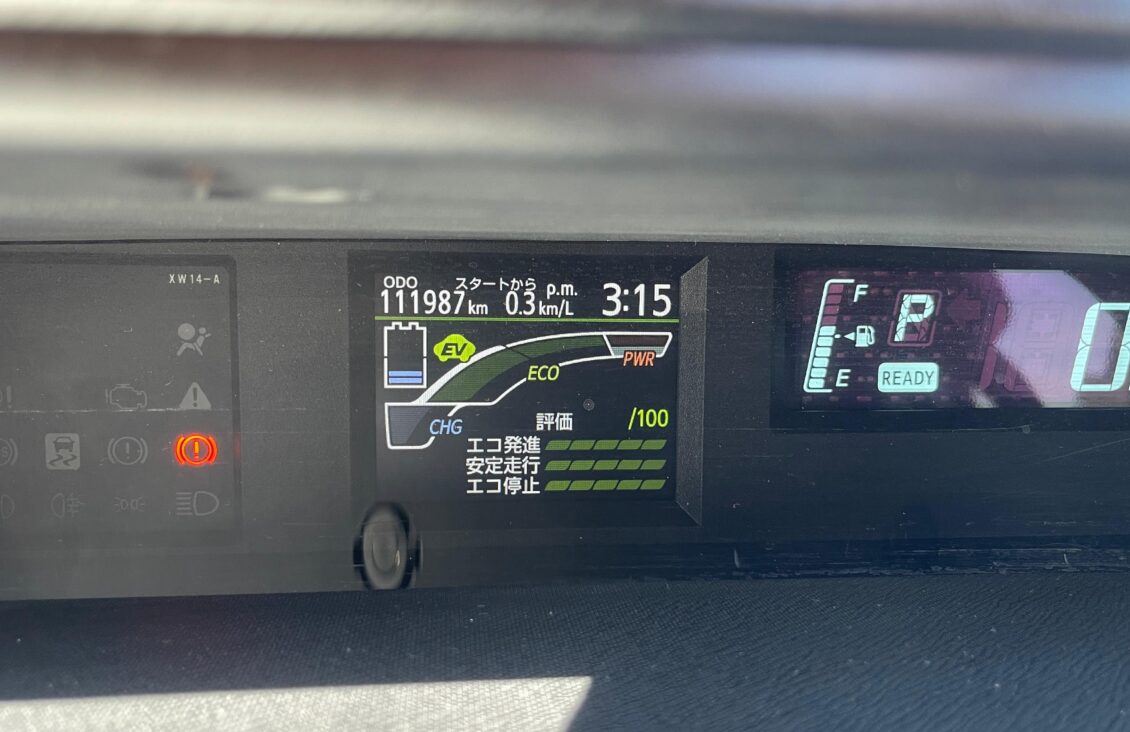 XW14-A
ODO スタートから p.m.
111987km 0.3km/L 3:15
EV
ECO
PWR
CHG
評価 /100
エコ発進
安定走行
エコ停止
F
P
E
READY
0